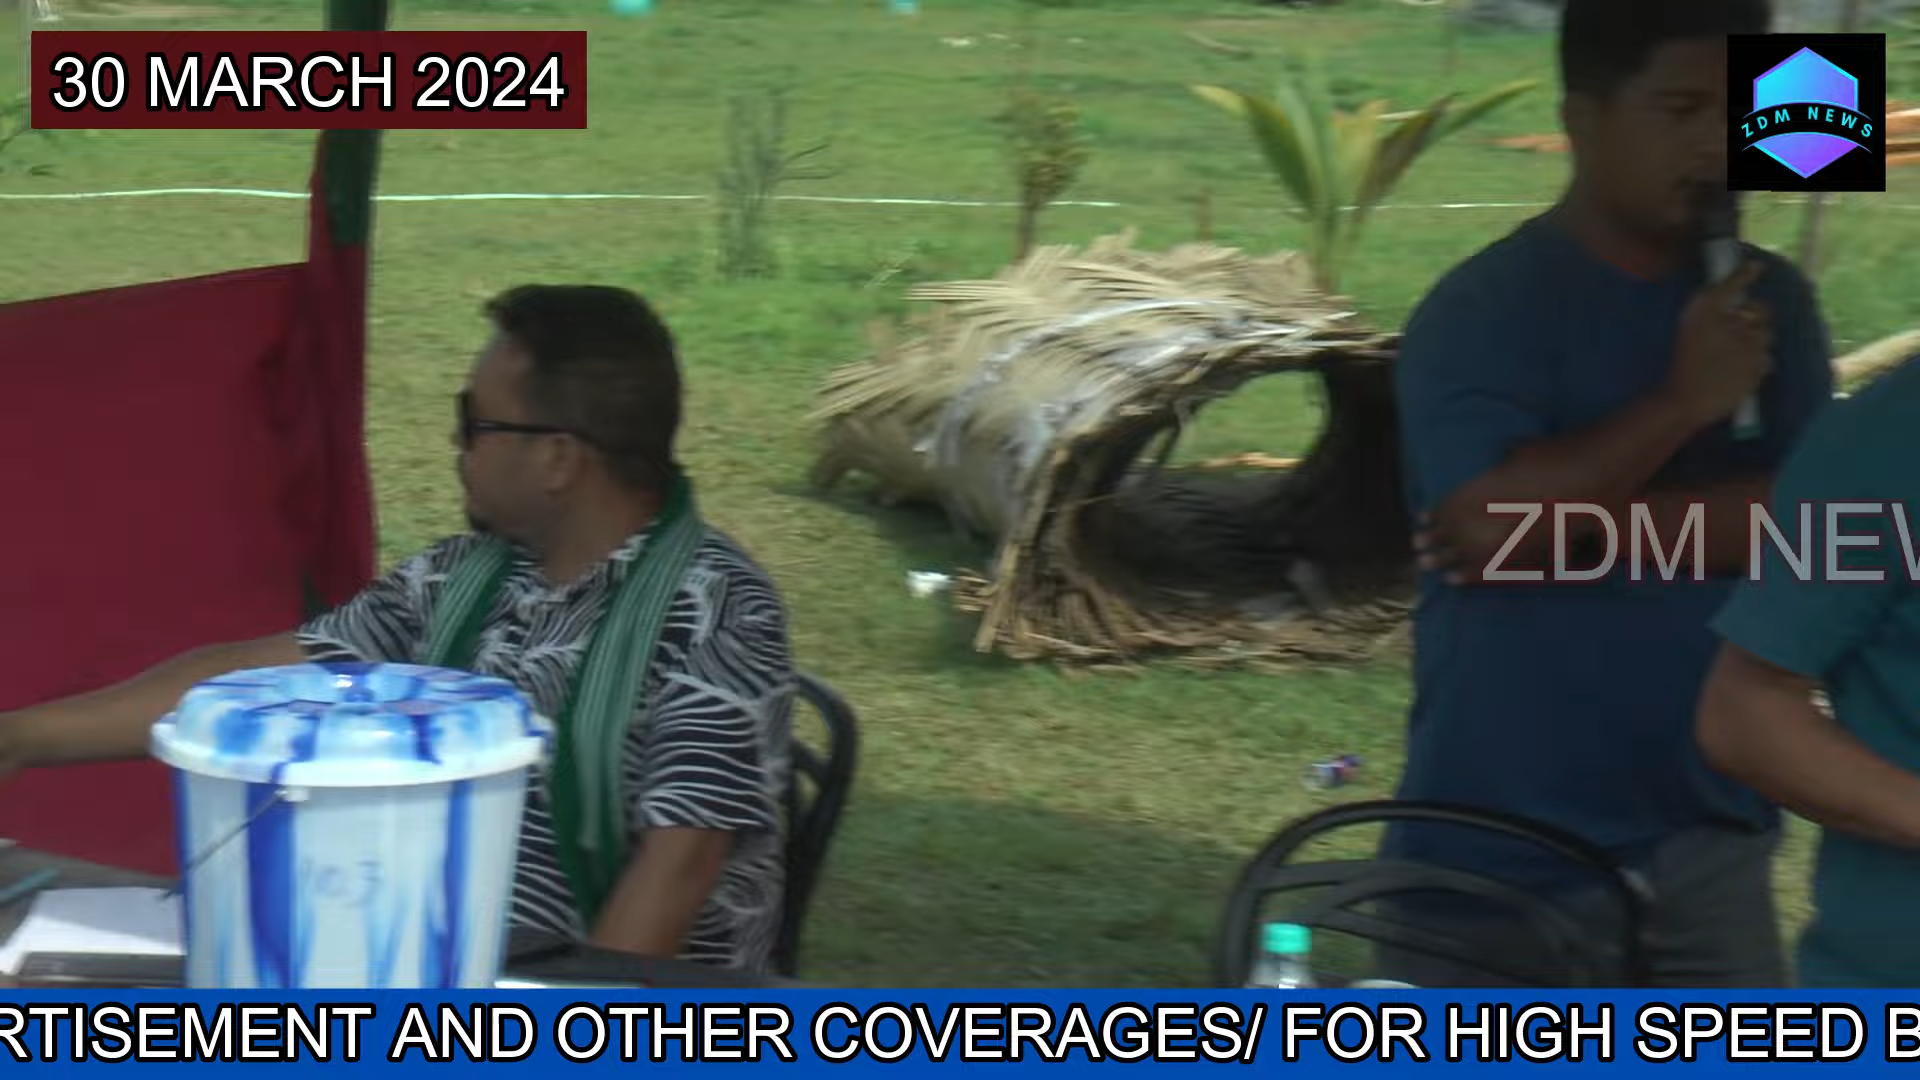 30 MARCH 2024
ZDM NEWS
ZDM NEW
RTISEMENT AND OTHER COVERAGES/ FOR HIGH SPEED B